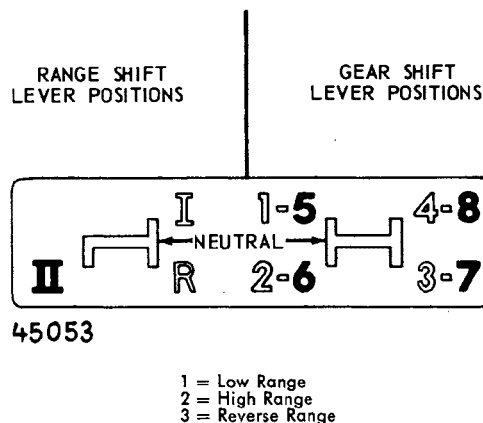 RANGE SHIFT
LEVER POSITIONS
GEAR SHIFT
LEVER POSITIONS
I 1-5 4-8
NEUTRAL
II R 2-6 3-7
45053
1 = Low Range
2 = High Range
3 = Reverse Range